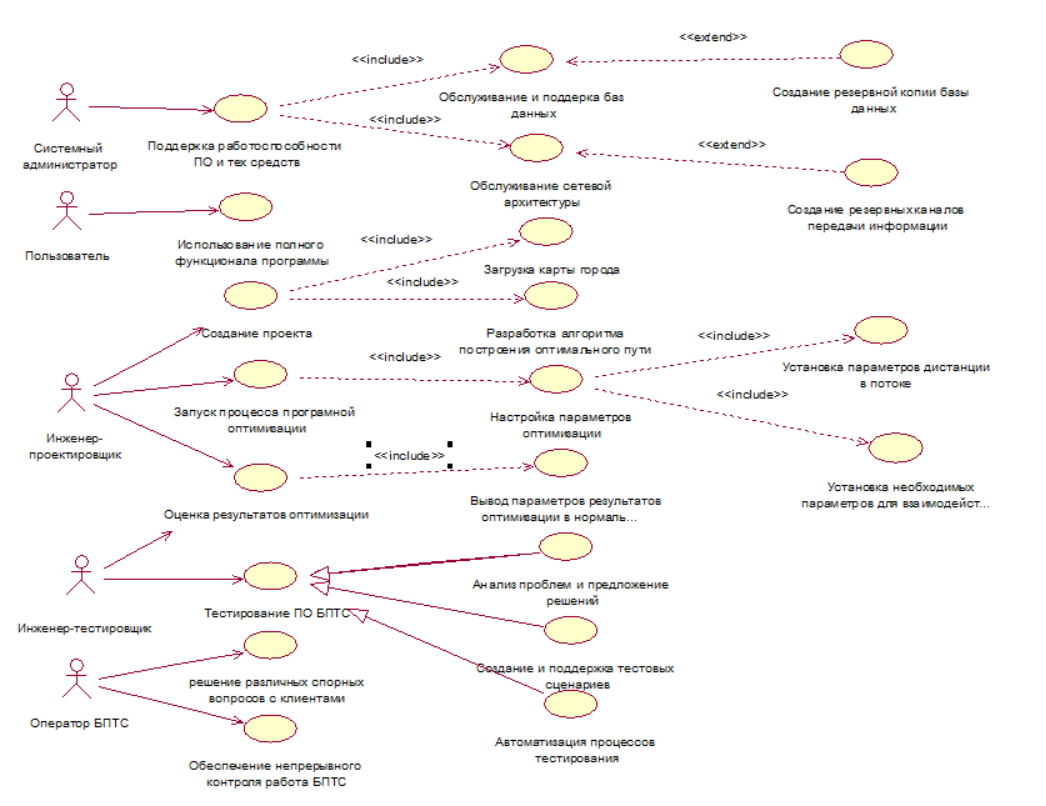 <<extend>>
<<include>>
Обслуживание и поддержка баз
данных
Создание резервной копии базы
данных
<<include>>
Системный
администратор
Поддержка работоспособности
ПО и тех средств
<<extend>>
Обслуживание сетевой
архитектуры
Создание резервных каналов
передачи информации
Пользователь
Использование полного
функционала программы
<<include>>
Загрузка карты города
<<include>>
Создание проекта
Разработка алгоритма
построения оптимального пути
<<include>>
<<include>>
Установка параметров дистанции
в потоке
<<include>>
Запуск процесса програмной
оптимизации
Настройка параметров
оптимизации
Инженер-
проектировщик
<<include>>
Установка необходимых
параметров для взаимодейст...
Оценка результатов оптимизации
Вывод параметров результатов
оптимизации в нормаль...
Анализ проблем и предложение
решений
Тестирование ПО БПТС
Инженер-тестировщик
Создание и поддержка тестовых
сценариев
решение различных спорных
вопросов с клиентами
Оператор БПТС
Автоматизация процессов
тестирования
Обеспечение непрерывного
контроля работа БПТС